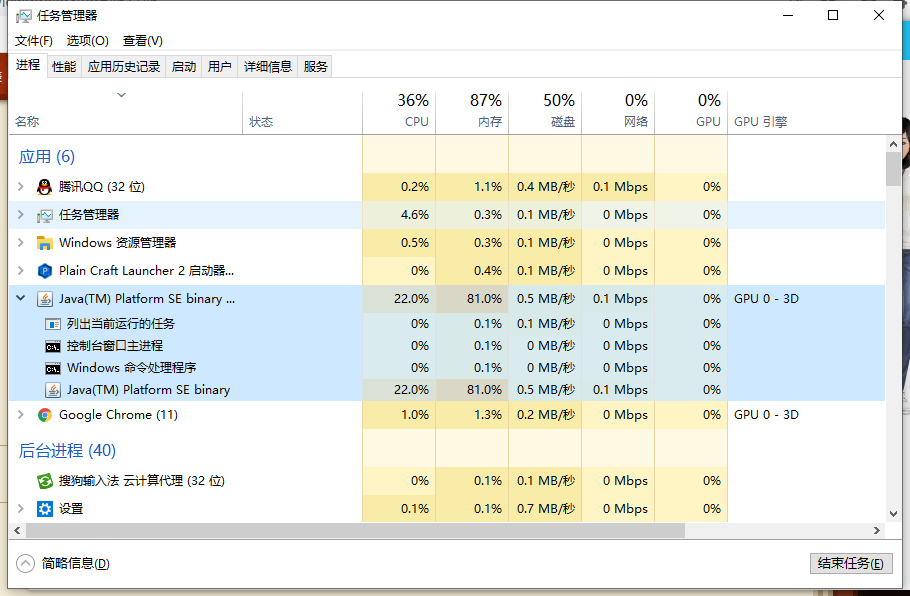 任务管理器
文件(F) 选项(O) 查看(V)
进程 性能 应用历史记录 启动 用户 详细信息 服务
36% 87% 50% 0% 0%
名称 状态 CPU 内存 磁盘 网络 GPU GPU 引擎
应用 (6)
腾讯QQ (32 位) 0.2% 1.1% 0.4 MB/秒 0.1 Mbps 0%
任务管理器 4.6% 0.3% 0.1 MB/秒 0 Mbps 0%
Windows 资源管理器 0.5% 0.3% 0.1 MB/秒 0 Mbps 0%
Plain Craft Launcher 2 启动器... 0% 0.4% 0.1 MB/秒 0 Mbps 0%
Java(TM) Platform SE binary ... 22.0% 81.0% 0.5 MB/秒 0.1 Mbps 0% GPU 0 - 3D
列出当前运行的任务 0% 0.1% 0.1 MB/秒 0 Mbps 0%
控制台窗口主进程 0% 0.1% 0 MB/秒 0 Mbps 0%
Windows 命令处理程序 0% 0.1% 0 MB/秒 0 Mbps 0%
Java(TM) Platform SE binary 22.0% 81.0% 0.5 MB/秒 0.1 Mbps 0%
Google Chrome (11) 1.0% 1.3% 0.2 MB/秒 0 Mbps 0% GPU 0 - 3D
后台进程 (40)
搜狗输入法 云计算代理 (32 位) 0% 0.1% 0.1 MB/秒 0 Mbps 0%
设置 0.1% 0.1% 0.7 MB/秒 0 Mbps 0%
简略信息(D) 结束任务(E)